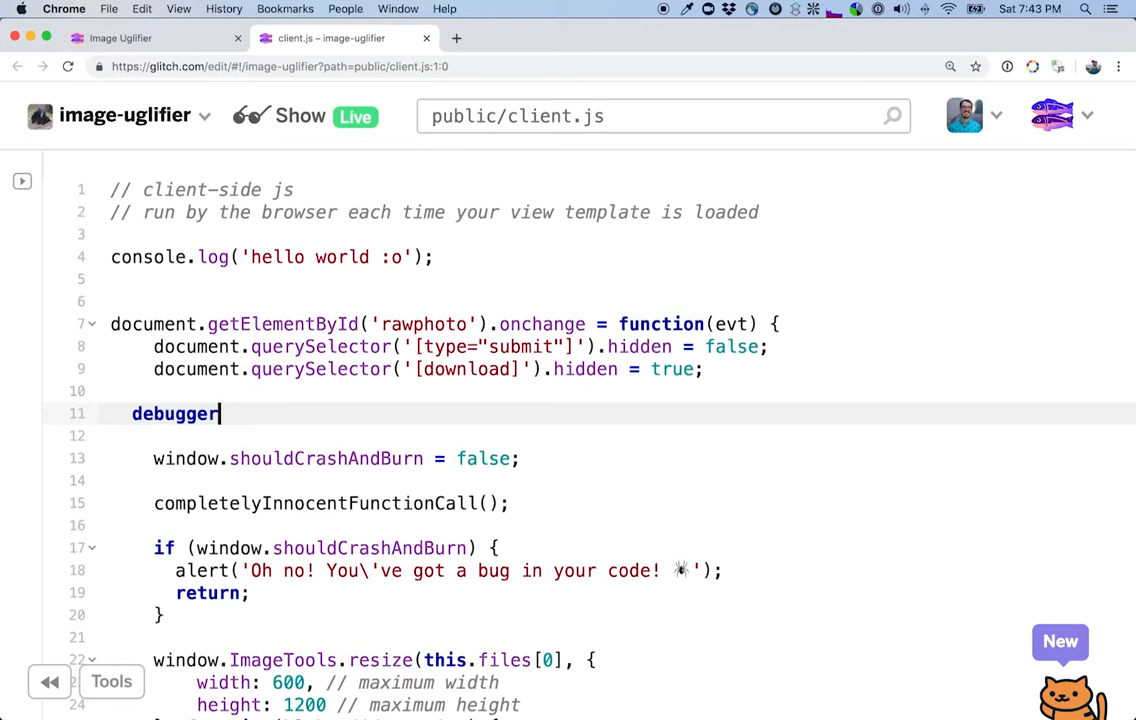 Chrome File Edit View History Bookmarks People Window Help Sat 7:43 PM
Image Uglifier
client.js – image-uglifier
https://glitch.com/edit/#!/image-uglifier?path=public/client.js:1:0
image-uglifier Show Live public/client.js
1 // client-side js
2 // run by the browser each time your view template is loaded
3
4 console.log('hello world :o');
5
6
7 document.getElementById('rawphoto').onchange = function(evt) {
8 document.querySelector('[type="submit"]').hidden = false;
9 document.querySelector('[download]').hidden = true;
10
11 debugger
12
13 window.shouldCrashAndBurn = false;
14
15 completelyInnocentFunctionCall();
16
17 if (window.shouldCrashAndBurn) {
18 alert('Oh no! You\'ve got a bug in your code! 🕷');
19 return;
20 }
21
22 window.ImageTools.resize(this.files[0], {
width: 600, // maximum width
24 height: 1200 // maximum height
Tools
New